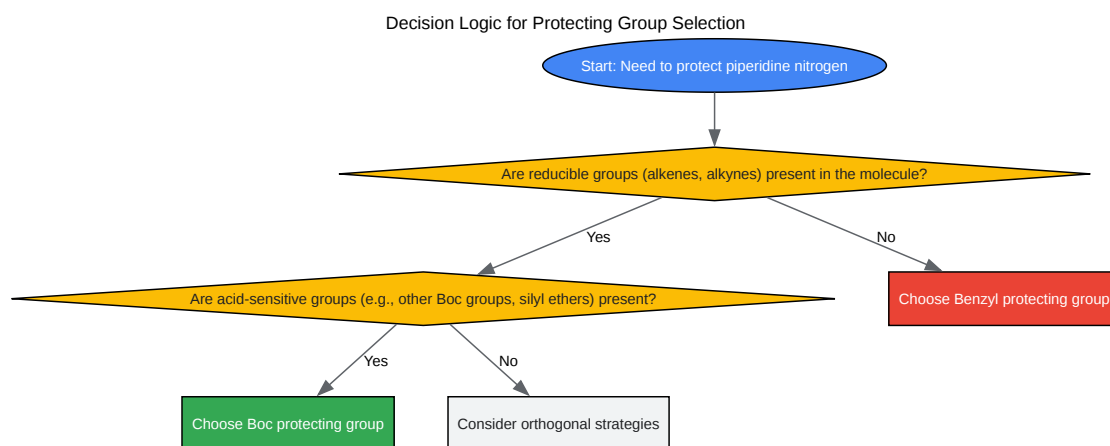 Decision Logic for Protecting Group Selection
Start: Need to protect piperidine nitrogen
Are reducible groups (alkenes, alkynes) present in the molecule?
Yes
No
Are acid-sensitive groups (e.g., other Boc groups, silyl ethers) present?
Choose Benzyl protecting group
Yes
No
Choose Boc protecting group
Consider orthogonal strategies